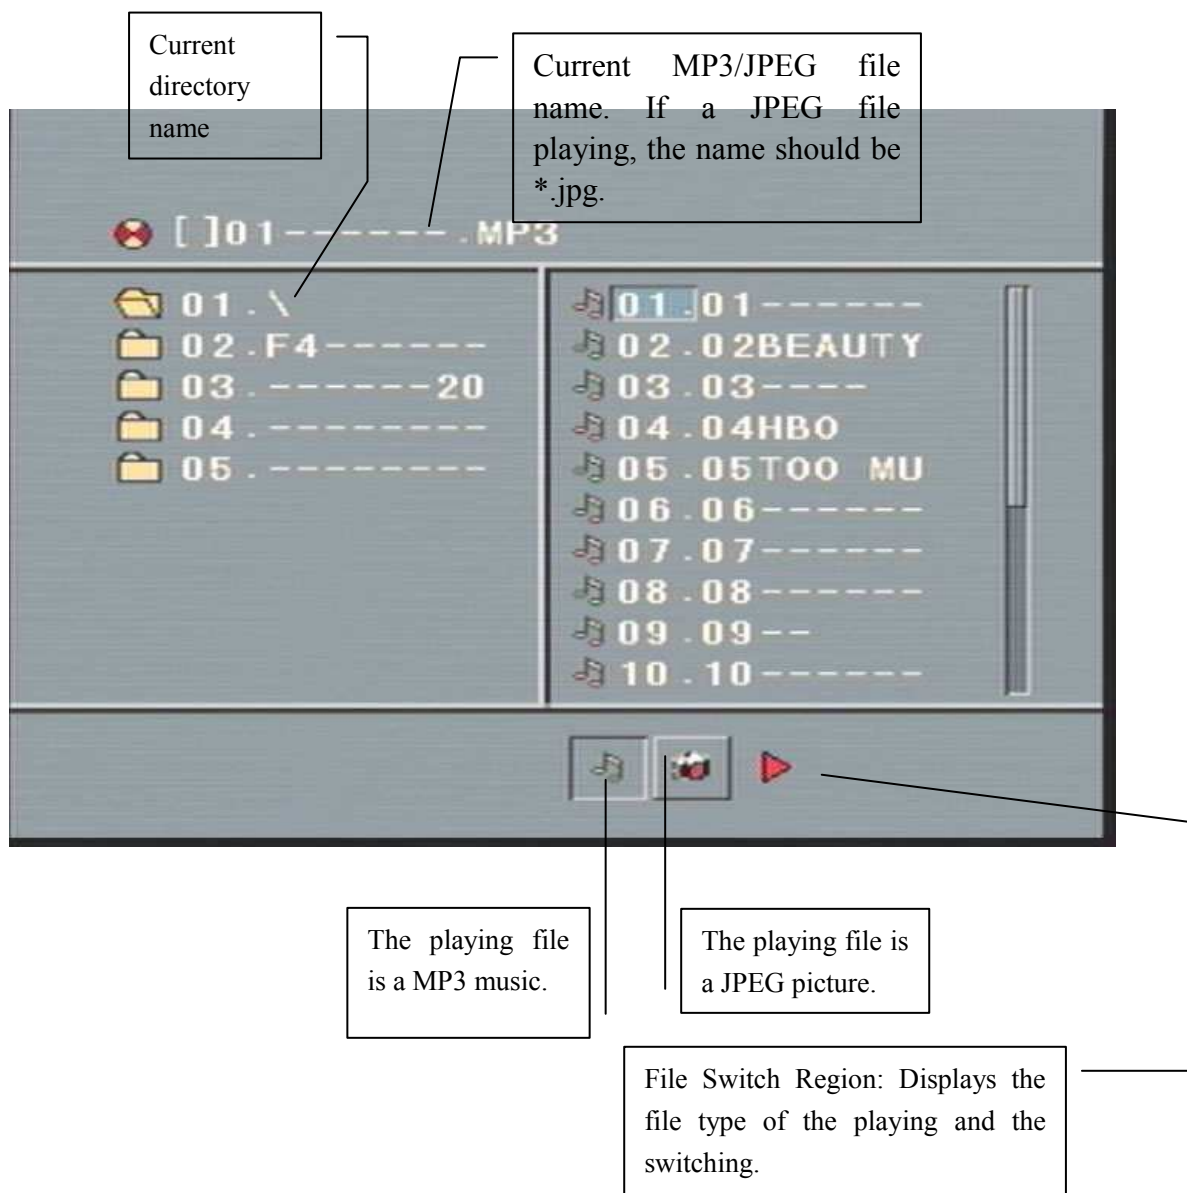 Current
directory
name
Current MP3/JPEG file
name. If a JPEG file
playing, the name should be
*.jpg.
[ ]01------.MP3
01.\
02.F4------
03.------20
04.--------
05.--------
01.01------
02.02BEAUTY
03.03----
04.04HBO
05.05TOO MU
06.06------
07.07------
08.08------
09.09--
10.10------
The playing file
is a MP3 music.
The playing file is
a JPEG picture.
File Switch Region: Displays the
file type of the playing and the
switching.